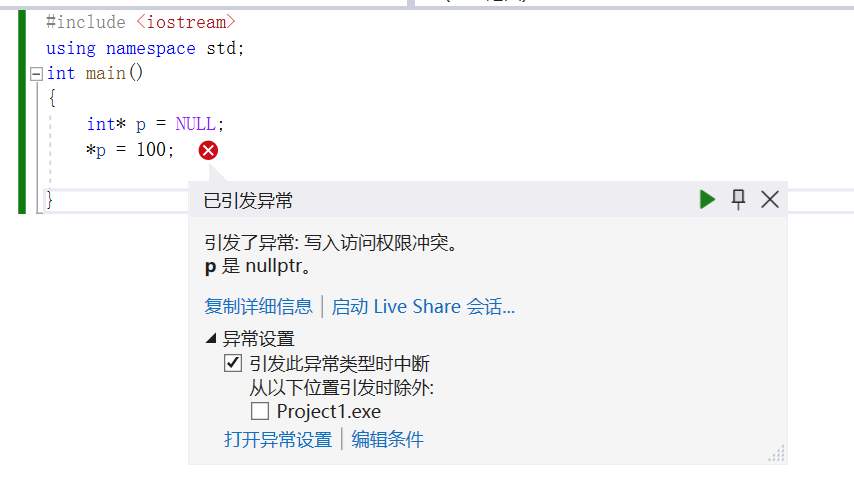 #include <iostream>
using namespace std;
int main()
{
int* p = NULL;
*p = 100;
}
已引发异常
引发了异常: 写入访问权限冲突。
p 是 nullptr。
复制详细信息 | 启动 Live Share 会话...
异常设置
引发此异常类型时中断
从以下位置引发时除外:
Project1.exe
打开异常设置 | 编辑条件